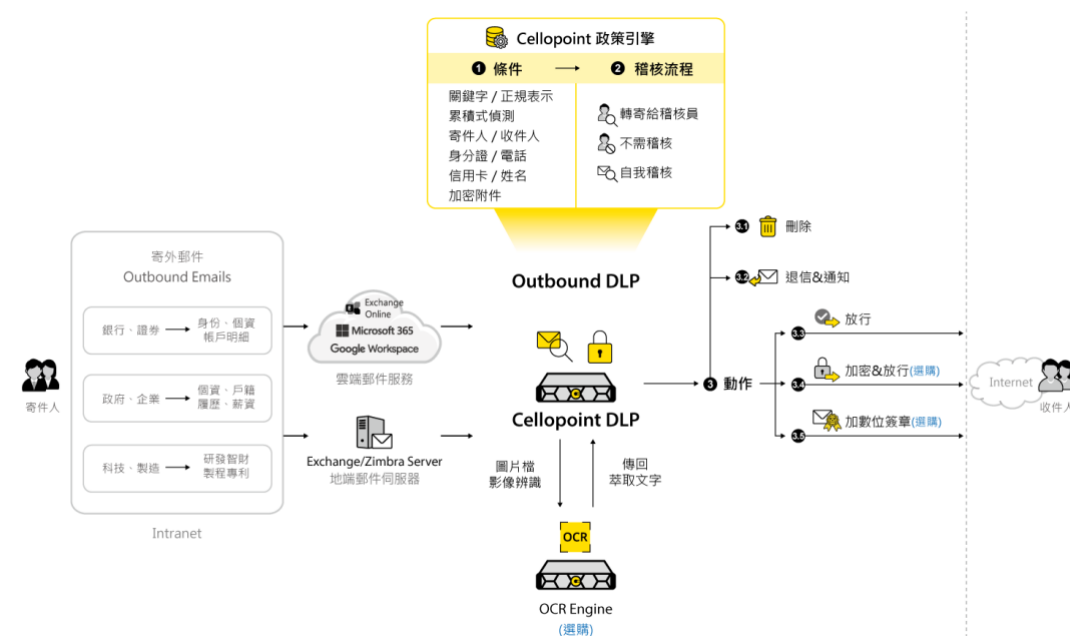 Cellopoint 政策引擎
1 條件
2 稽核流程
關鍵字 / 正規表示
累積式偵測
寄件人 / 收件人
身分證 / 電話
信用卡 / 姓名
加密附件
轉寄給稽核員
不需稽核
自我稽核
寄件人
寄外郵件
Outbound Emails
銀行、證券
身份、個資
帳戶明細
政府、企業
個資、戶籍
履歷、薪資
科技、製造
研發智財
製程專利
Intranet
Exchange
Online
Microsoft 365
Google Workspace
雲端郵件服務
Exchange/Zimbra Server
地端郵件伺服器
Outbound DLP
Cellopoint DLP
圖片檔
影像辨識
傳回
萃取文字
OCR
OCR Engine
(選購)
3 動作
3.1 刪除
3.2 退信&通知
3.3 放行
3.4 加密&放行(選購)
3.5 加數位簽章(選購)
Internet
收件人